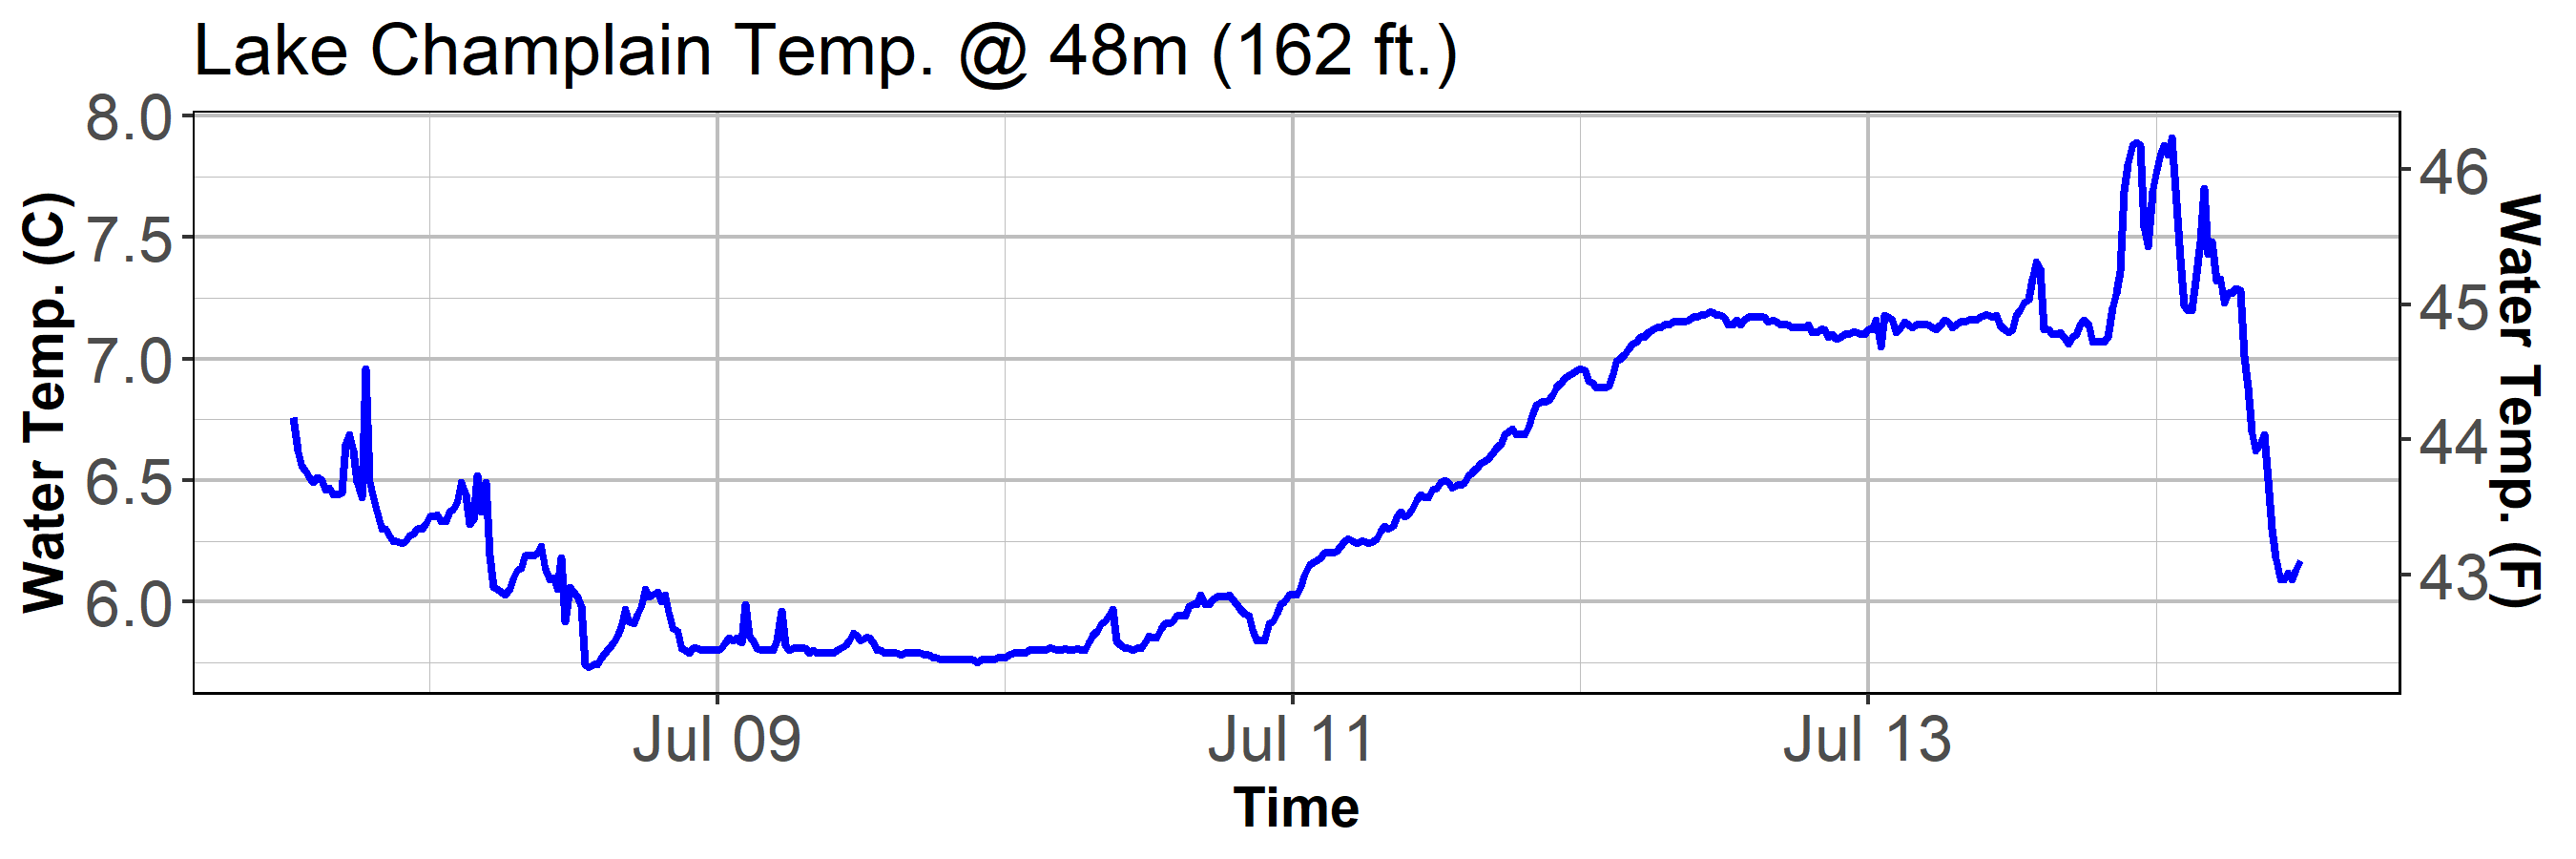 Lake Champlain Temp. @ 48m (162 ft.)
Water Temp. (C)
8.0
7.5
7.0
6.5
6.0
46
45
44
43
Water Temp. (F)
Jul 09
Jul 11
Jul 13
Time